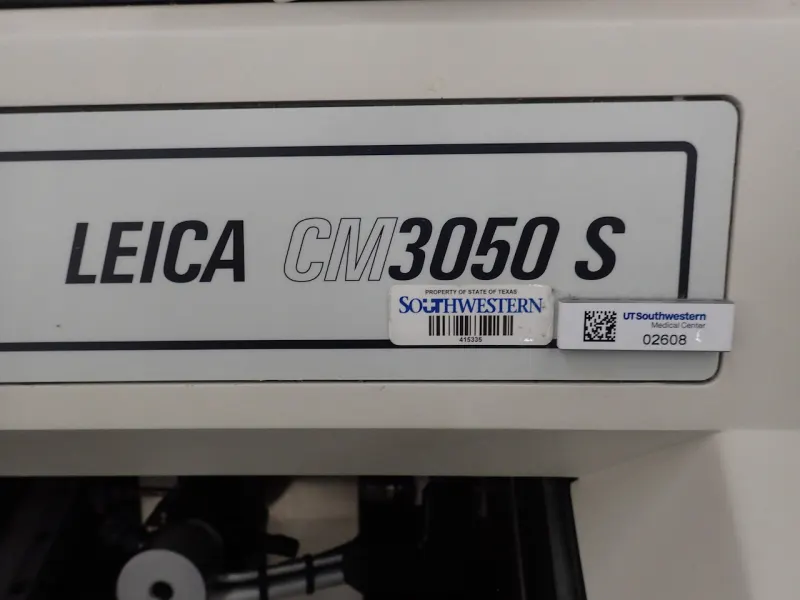 LEICA CM3050 S
PROPERTY OF STATE OF TEXAS
SOUTHWESTERN
415335
UTSouthwestern
Medical Center
02608